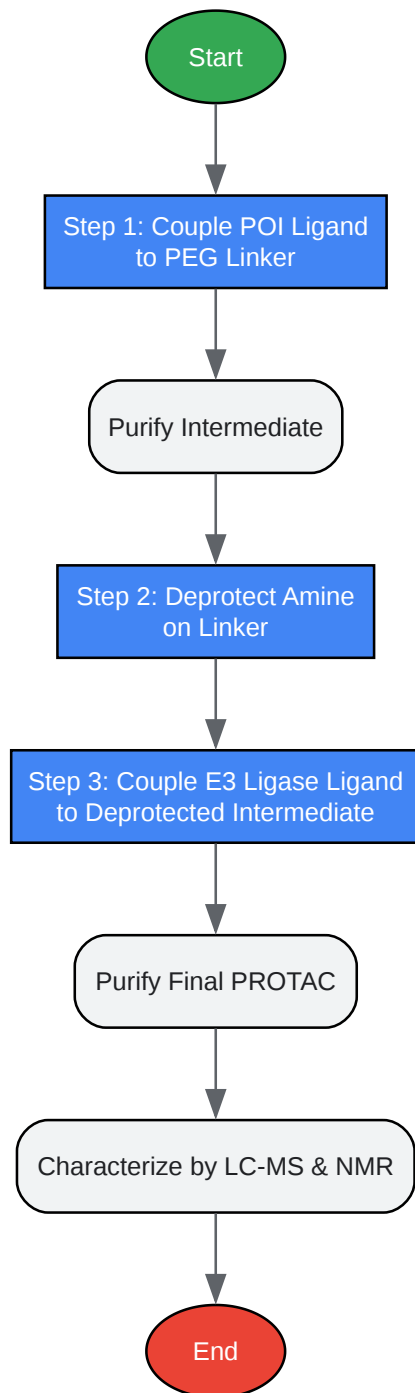 Start
Step 1: Couple POI Ligand
to PEG Linker
Purify Intermediate
Step 2: Deprotect Amine
on Linker
Step 3: Couple E3 Ligase Ligand
to Deprotected Intermediate
Purify Final PROTAC
Characterize by LC-MS & NMR
End